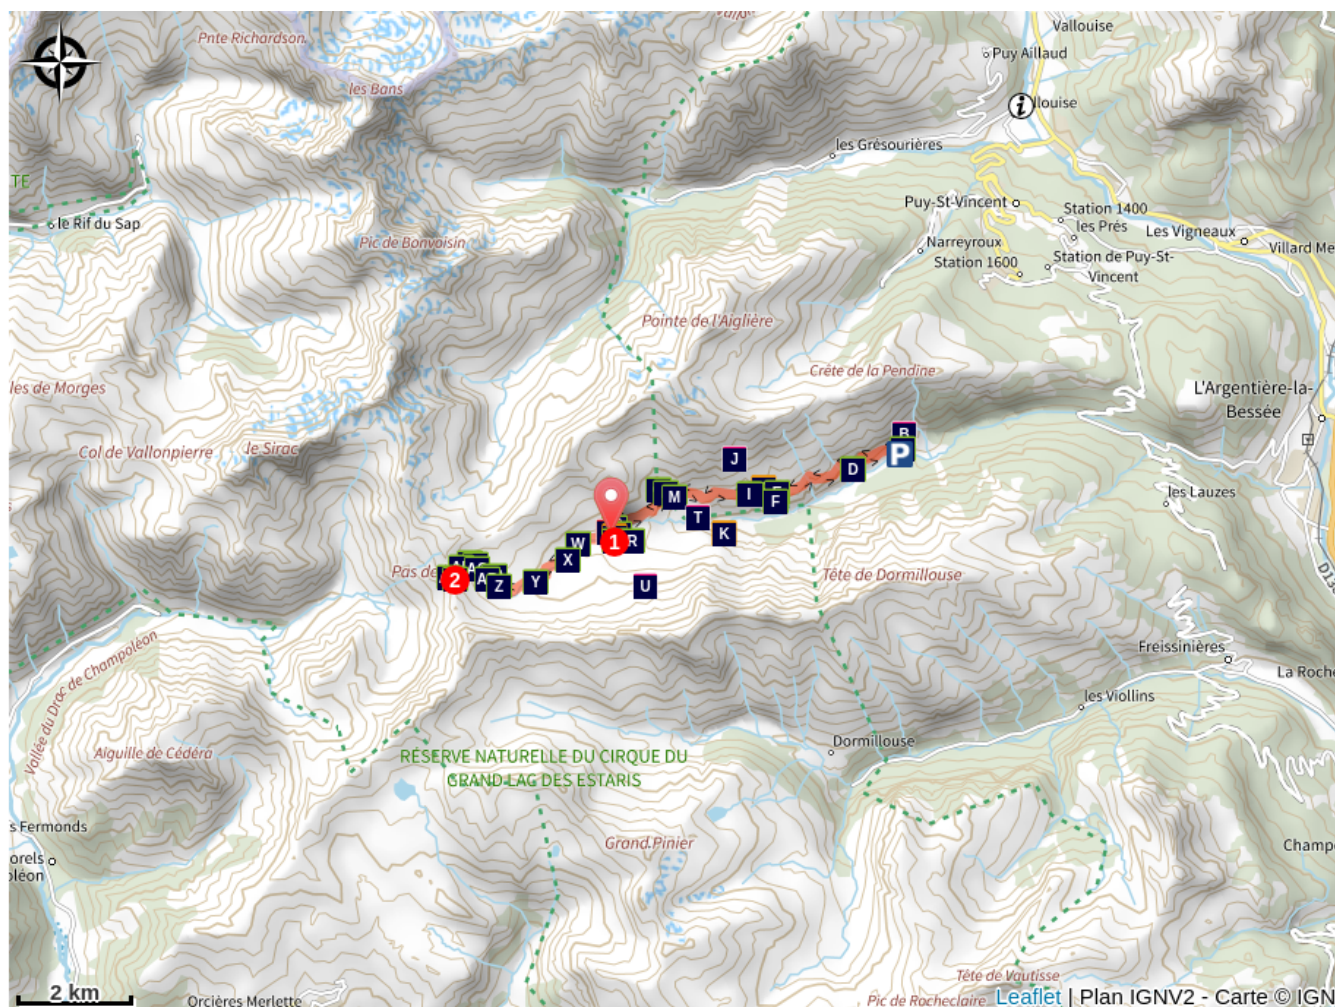 Vallouise
Pnte Richardson
Puy Aillaud
les Bans
llouise
les Grésourières
TE
le Rif du Sap
Puy-St-Vincent
Station 1400
les Prés
Les Vigneaux
Pic de Bonvoisin
Narreyroux
Villard Me
Station 1600
Station de Puy-St-
Vincent
Pointe de l'Aiglière
Crête de la Pendine
les de Morges
L'Argentière-la-
Bessée
Col de Vallonpierre
le Sirac
B
P
J
D
M
I
F
les Lauzes
T
K
W
1
R
X
Pas de
2
A
A
Z
Y
U
Tête de Dormillouse
Vallée du Drac de Champoléon
Freissinières
La Roche
les Viollins
Aiguille de Cédéra
Dormillouse
RÉSERVE NATURELLE DU CIRQUE DU
GRAND-LAC DES ESTARIS
s Fermonds
Grand Pinier
Champ
orels
oléon
Tête de Vautisse
2 km
Orcières Merlette
Pic de Rocheclaire
Leaflet | Plan IGNV2 - Carte © IGN